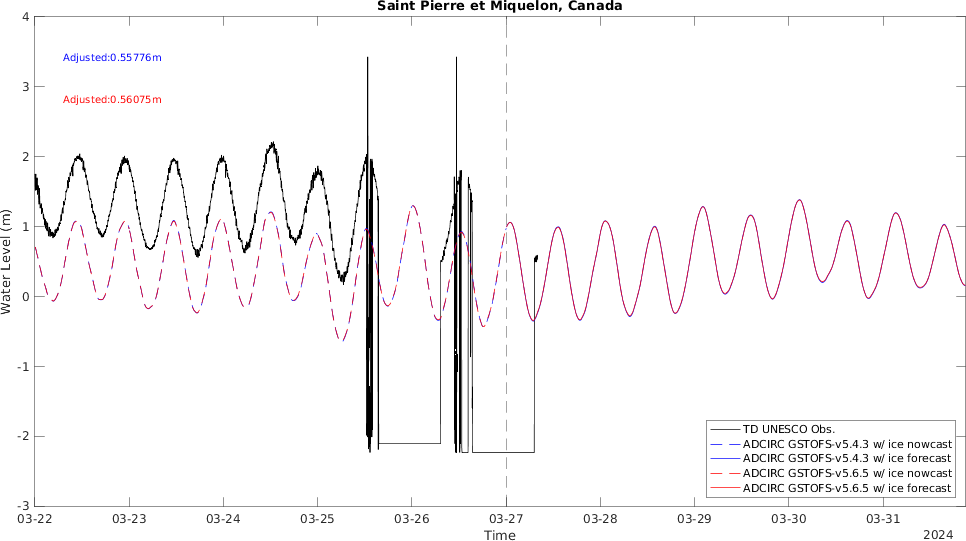 Saint Pierre et Miquelon, Canada
4
Adjusted:0.55776m
3
Adjusted:0.56075m
2
1
0
-1
-2
-3
Water Level (m)
TD UNESCO Obs.
ADCIRC GSTOFS-v5.4.3 w/ ice nowcast
ADCIRC GSTOFS-v5.4.3 w/ ice forecast
ADCIRC GSTOFS-v5.6.5 w/ ice nowcast
ADCIRC GSTOFS-v5.6.5 w/ ice forecast
03-22 03-23 03-24 03-25 03-26 03-27 03-28 03-29 03-30 03-31
Time
2024